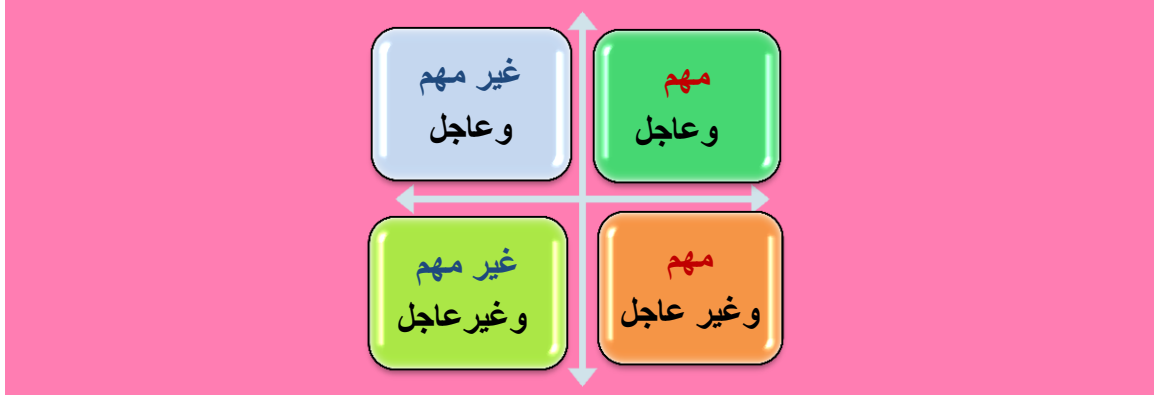 مهم
وعاجل
غير مهم
وعاجل
مهم
وغير عاجل
غير مهم
وغيرعاجل